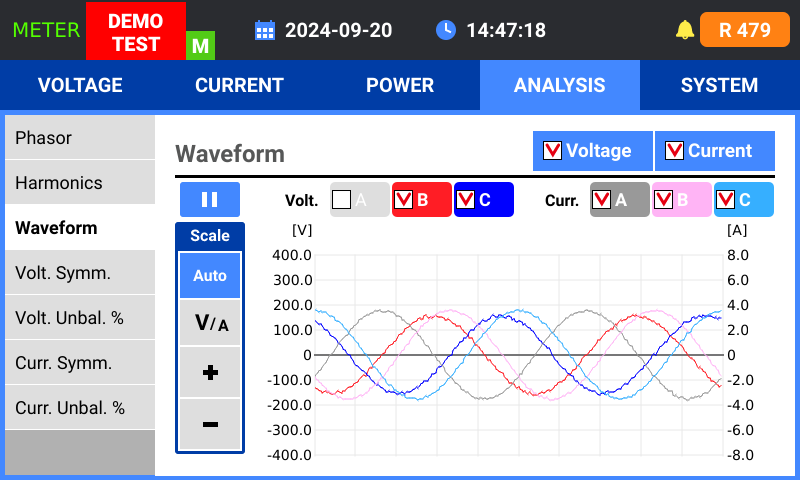 METER
DEMO
TEST
M
2024-09-20
14:47:18
R 479
VOLTAGE
CURRENT
POWER
ANALYSIS
SYSTEM
Phasor
Harmonics
Waveform
Volt. Symm.
Volt. Unbal. %
Curr. Symm.
Curr. Unbal. %
Waveform
Voltage
Current
Volt.
A
B
C
Curr.
A
B
C
Scale
Auto
V/A
+
−
[V]
400.0
300.0
200.0
100.0
0
-100.0
-200.0
-300.0
-400.0
[A]
8.0
6.0
4.0
2.0
0
-2.0
-4.0
-6.0
-8.0